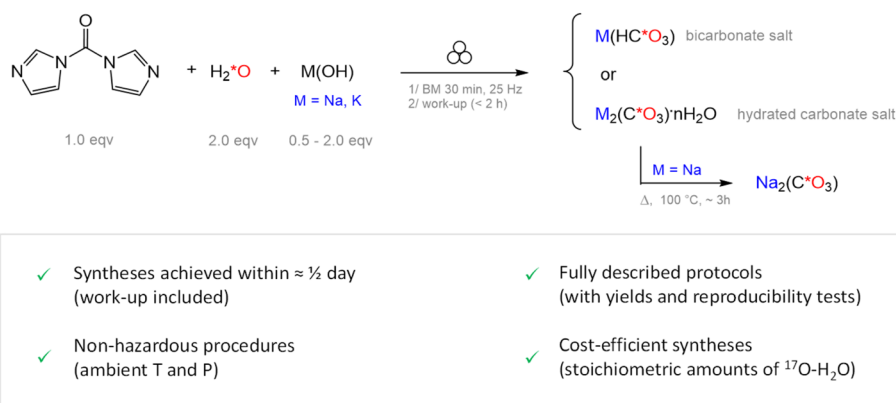 O
N N N N
+ H₂*O + M(OH)
M = Na, K
1.0 eqv 2.0 eqv 0.5 - 2.0 eqv
1/ BM 30 min, 25 Hz
2/ work-up (< 2 h)
M(HC*O₃) bicarbonate salt
or
M₂(C*O₃)·nH₂O hydrated carbonate salt
M = Na
Δ, 100 °C, ~ 3h
Na₂(C*O₃)
✓ Syntheses achieved within ≈ ½ day
(work-up included)
✓ Non-hazardous procedures
(ambient T and P)
✓ Fully described protocols
(with yields and reproducibility tests)
✓ Cost-efficient syntheses
(stoichiometric amounts of ¹⁷O-H₂O)